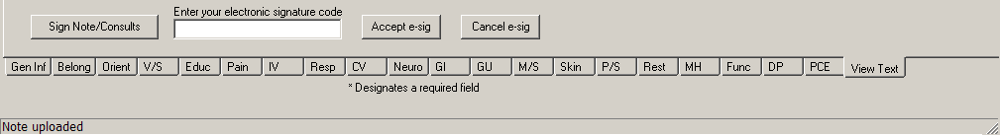 Enter your electronic signature code
Sign Note/Consults Accept e-sig Cancel e-sig
Gen Inf Belong Orient V/S Educ Pain IV Resp CV Neuro GI GU M/S Skin P/S Rest MH Func DP PCE View Text
* Designates a required field
Note uploaded